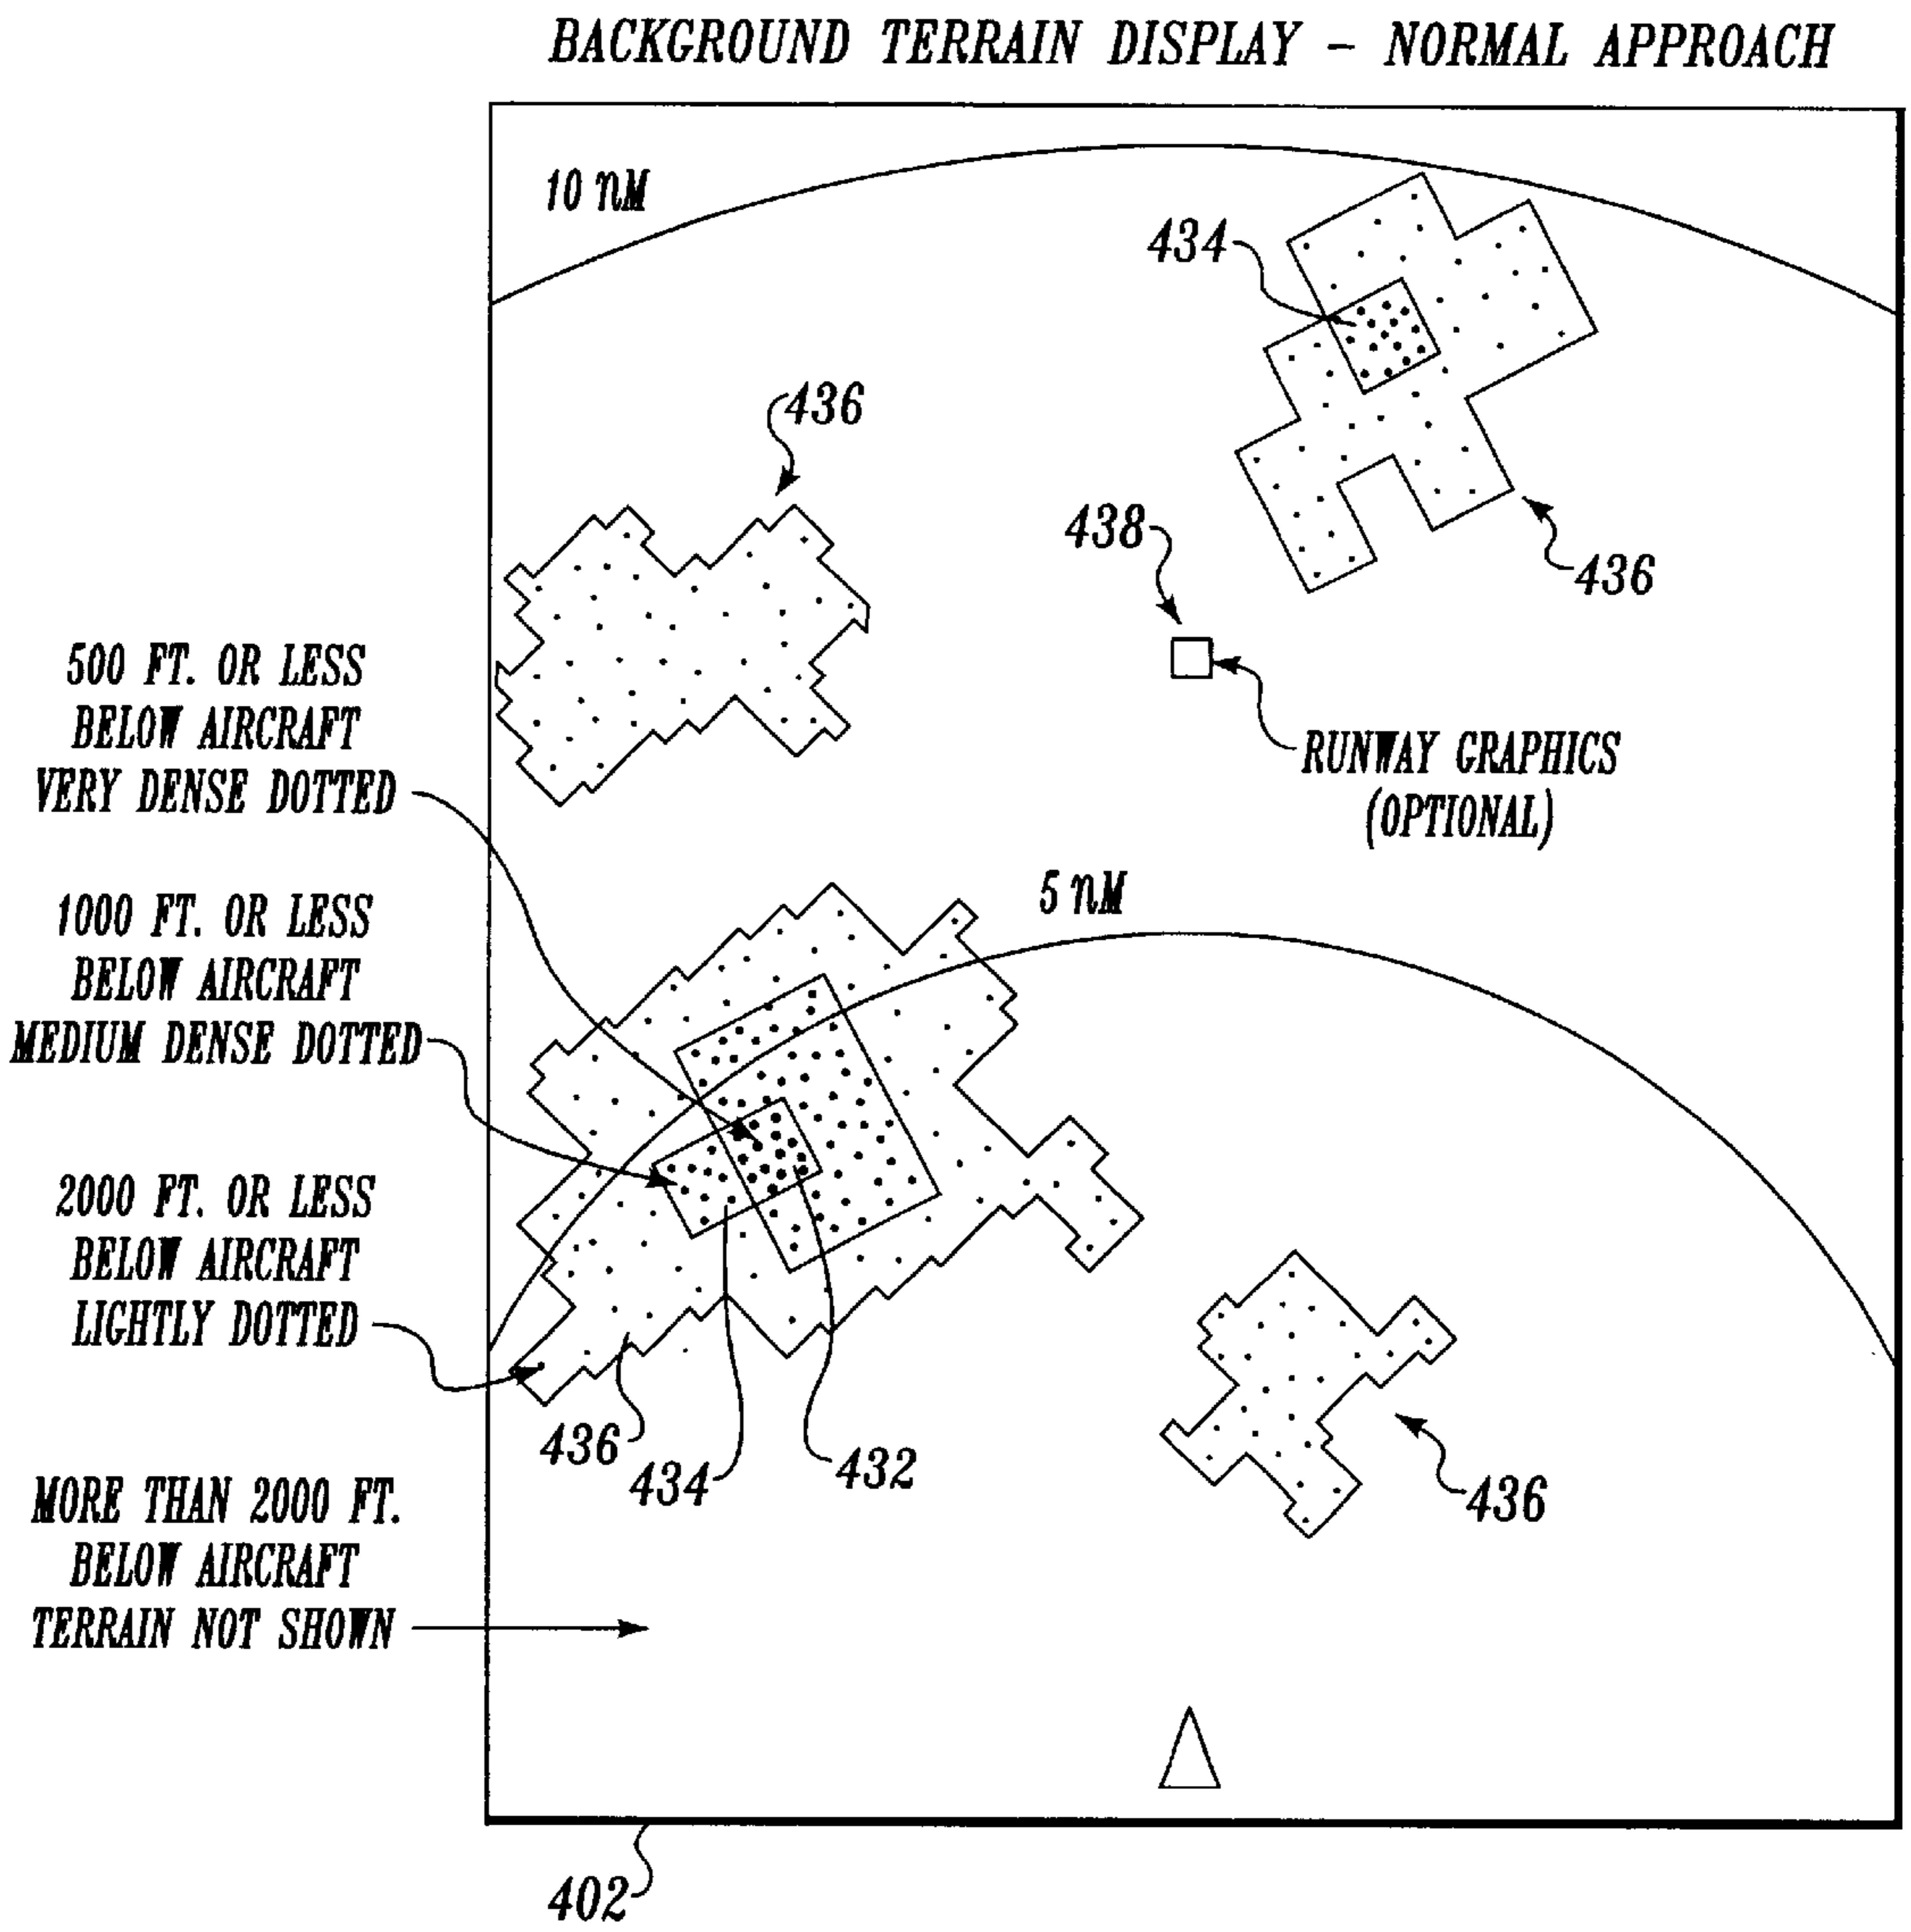 BACKGROUND TERRAIN DISPLAY - NORMAL APPROACH
10 nM
434
436
438
436
500 FT. OR LESS
BELOW AIRCRAFT
VERY DENSE DOTTED
RUNWAY GRAPHICS
(OPTIONAL)
5 nM
1000 FT. OR LESS
BELOW AIRCRAFT
MEDIUM DENSE DOTTED
2000 FT. OR LESS
BELOW AIRCRAFT
LIGHTLY DOTTED
436
434
432
436
MORE THAN 2000 FT.
BELOW AIRCRAFT
TERRAIN NOT SHOWN
402